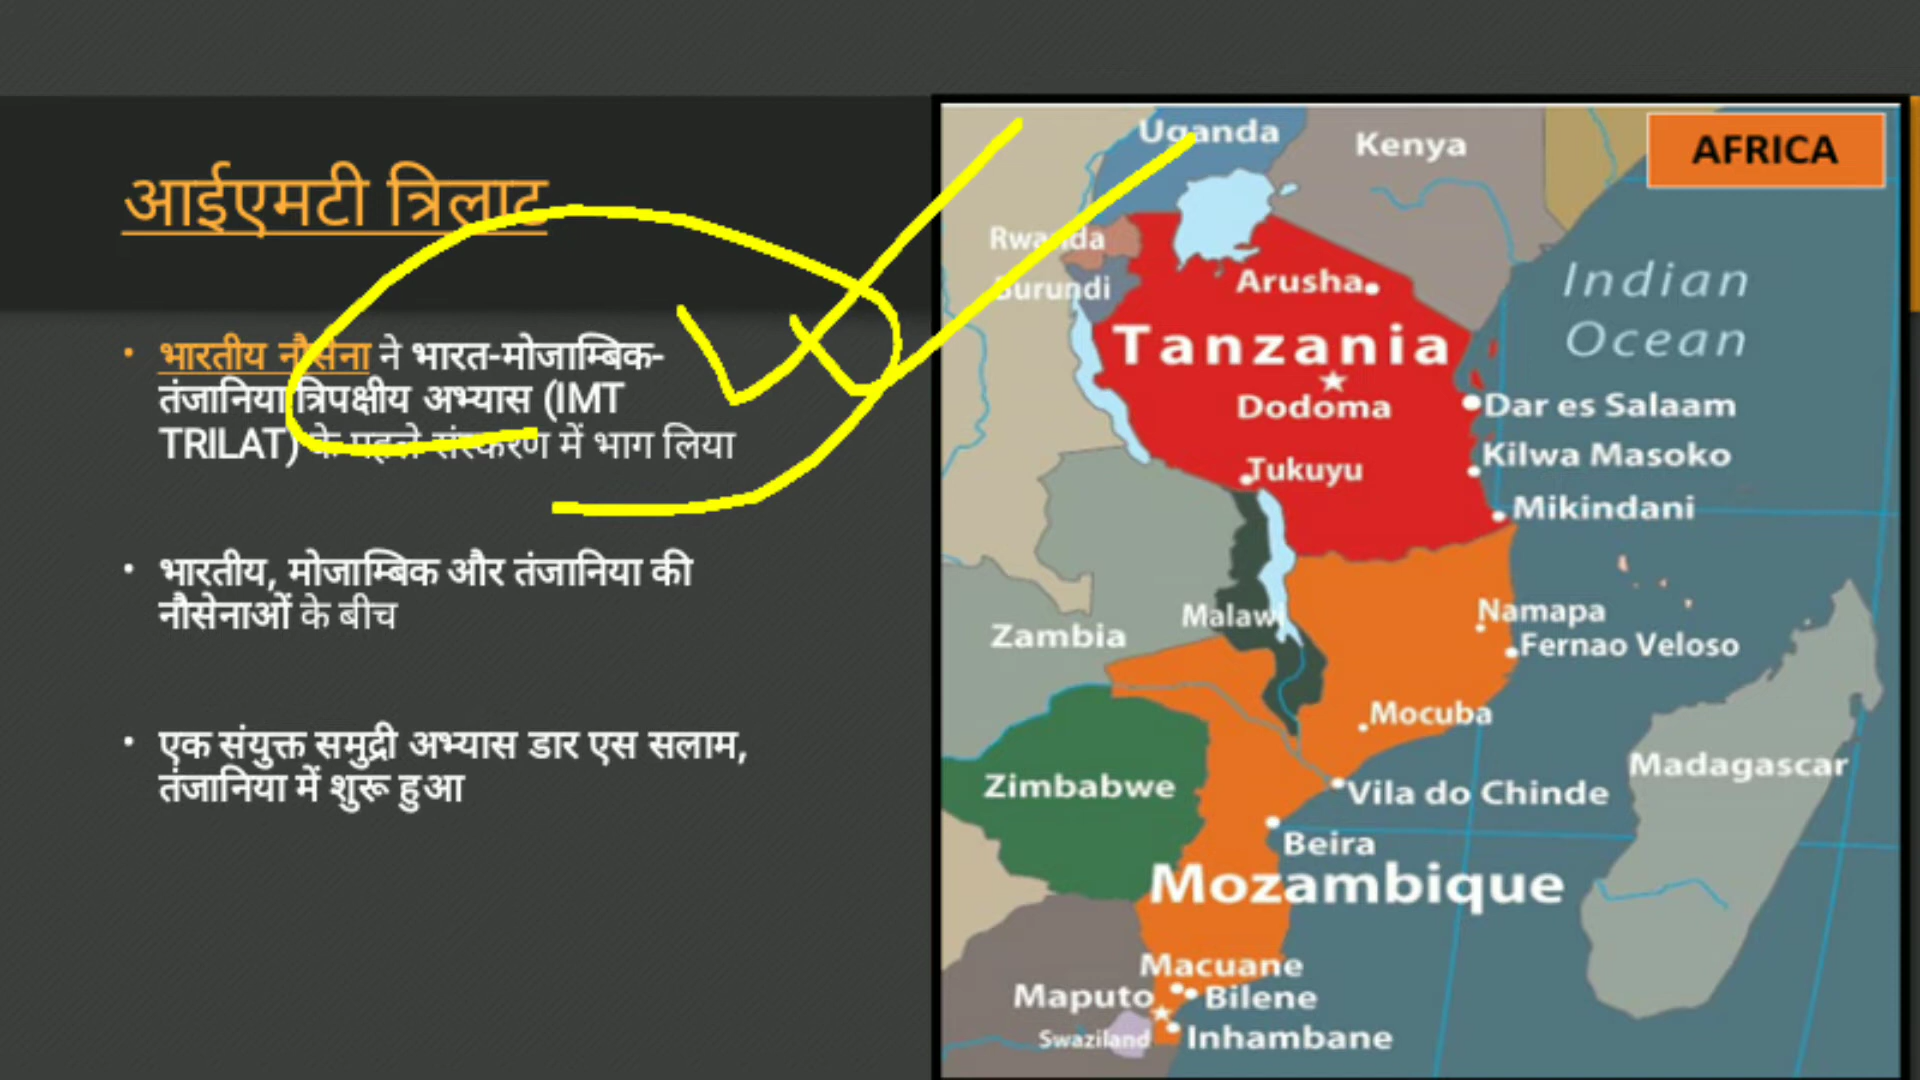 आईएमटी त्रिलाट
भारतीय नौसेना ने भारत-मोजाम्बिक-
तंजानिया त्रिपक्षीय अभ्यास (IMT
TRILAT) के पहले संस्करण में भाग लिया
भारतीय, मोजाम्बिक और तंजानिया की
नौसेनाओं के बीच
एक संयुक्त समुद्री अभ्यास डार एस सलाम,
तंजानिया में शुरू हुआ
AFRICA
Uganda
Kenya
Rwanda
Burundi
Arusha
Indian
Ocean
Tanzania
Dodoma
Dar es Salaam
Kilwa Masoko
Tukuyu
Mikindani
Namapa
Malawi
Zambia
Fernao Veloso
Mocuba
Madagascar
Zimbabwe
Vila do Chinde
Beira
Mozambique
Macuane
Maputo
Bilene
Swaziland
Inhambane